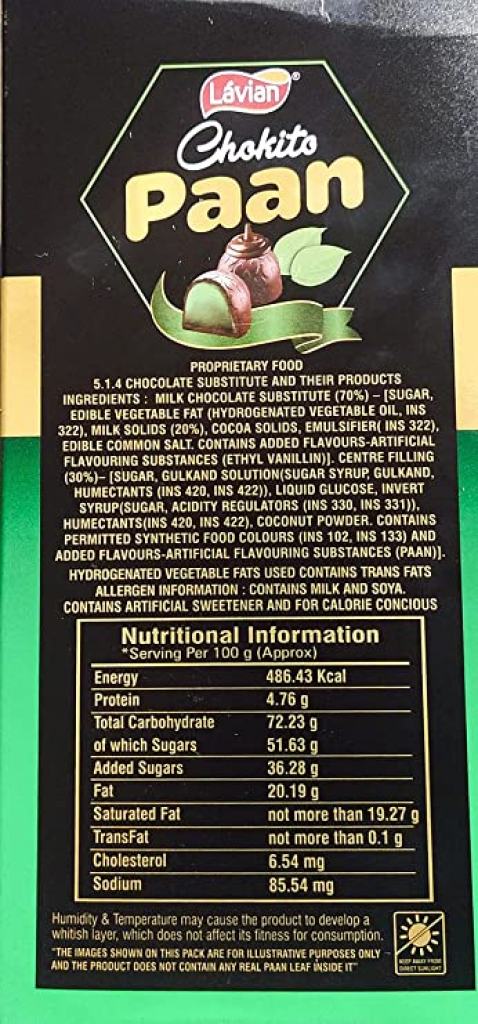 Lávian®
Chokito
Paan
PROPRIETARY FOOD
5.1.4 CHOCOLATE SUBSTITUTE AND THEIR PRODUCTS
INGREDIENTS : MILK CHOCOLATE SUBSTITUTE (70%) – [SUGAR,
EDIBLE VEGETABLE FAT (HYDROGENATED VEGETABLE OIL, INS
322), MILK SOLIDS (20%), COCOA SOLIDS, EMULSIFIER( INS 322),
EDIBLE COMMON SALT. CONTAINS ADDED FLAVOURS-ARTIFICIAL
FLAVOURING SUBSTANCES (ETHYL VANILLIN)]. CENTRE FILLING
(30%)– [SUGAR, GULKAND SOLUTION(SUGAR SYRUP, GULKAND,
HUMECTANTS (INS 420, INS 422)), LIQUID GLUCOSE, INVERT
SYRUP(SUGAR, ACIDITY REGULATORS (INS 330, INS 331)),
HUMECTANTS(INS 420, INS 422), COCONUT POWDER. CONTAINS
PERMITTED SYNTHETIC FOOD COLOURS (INS 102, INS 133) AND
ADDED FLAVOURS-ARTIFICIAL FLAVOURING SUBSTANCES (PAAN)].
HYDROGENATED VEGETABLE FATS USED CONTAINS TRANS FATS
ALLERGEN INFORMATION : CONTAINS MILK AND SOYA.
CONTAINS ARTIFICIAL SWEETENER AND FOR CALORIE CONCIOUS
Nutritional Information
*Serving Per 100 g (Approx)
Energy 486.43 Kcal
Protein 4.76 g
Total Carbohydrate 72.23 g
of which Sugars 51.63 g
Added Sugars 36.28 g
Fat 20.19 g
Saturated Fat not more than 19.27 g
TransFat not more than 0.1 g
Cholesterol 6.54 mg
Sodium 85.54 mg
Humidity & Temperature may cause the product to develop a
whitish layer, which does not affect its fitness for consumption.
"THE IMAGES SHOWN ON THIS PACK ARE FOR ILLUSTRATIVE PURPOSES ONLY
AND THE PRODUCT DOES NOT CONTAIN ANY REAL PAAN LEAF INSIDE IT"
KEEP AWAY FROM
DIRECT SUNLIGHT